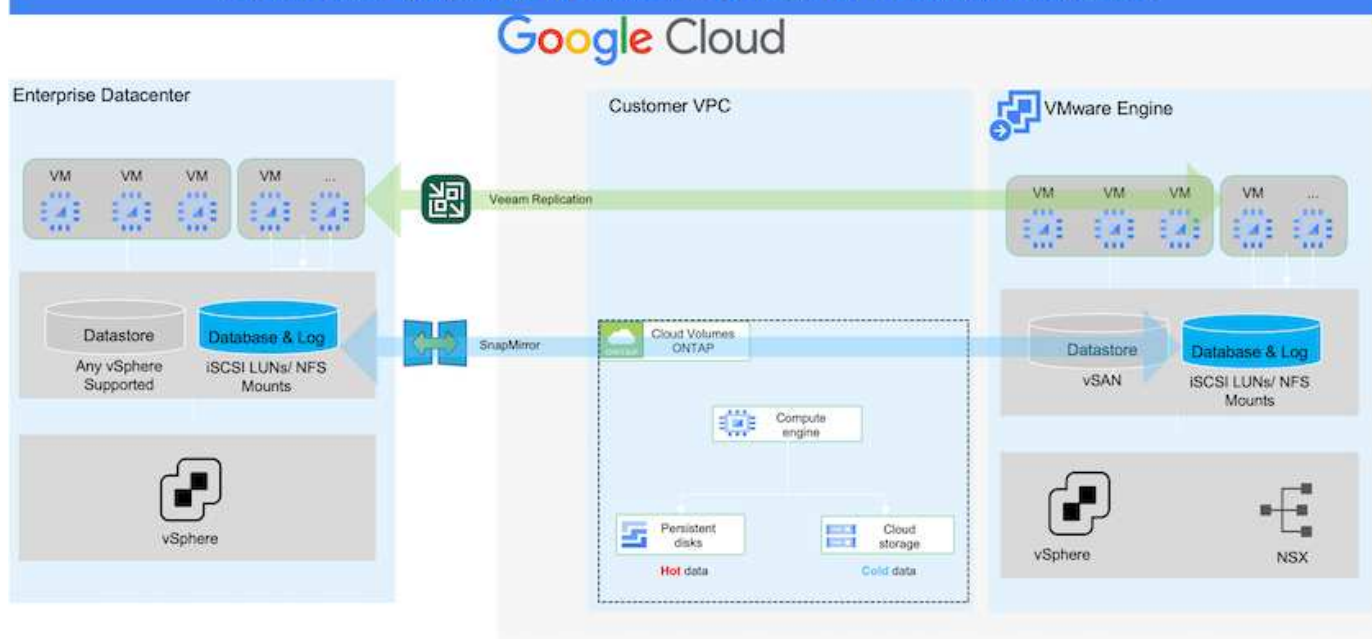 Google Cloud
Enterprise Datacenter
VM VM VM VM ...
Veeam Replication
Datastore
Any vSphere
Supported
Database & Log
iSCSI LUNs/ NFS
Mounts
SnapMirror
vSphere
Customer VPC
Cloud Volumes
ONTAP
ONTAP
Compute
engine
Persistent
disks
Hot data
Cloud
storage
Cold data
VMware Engine
VM VM VM VM ...
Datastore
vSAN
Database & Log
iSCSI LUNs/ NFS
Mounts
vSphere
NSX